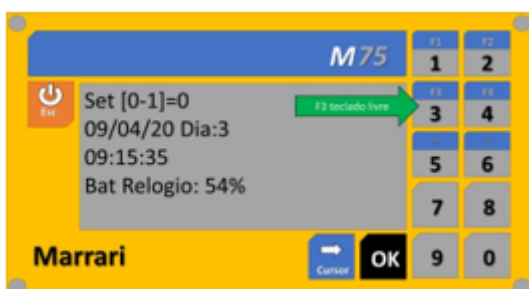 M75
F1 F2
1 2
Esc
Set [0-1]=0
09/04/20 Dia:3
09:15:35
Bat Relogio: 54%
F3 teclado livre
F3 F4
3 4
5 6
7 8
Marrari
Cursor
OK
9 0